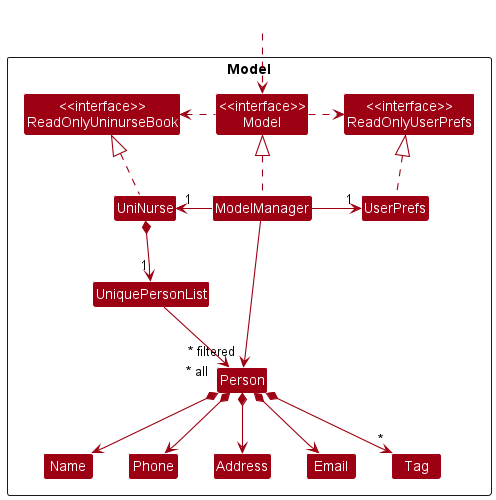 Model
<<interface>>
ReadOnlyUninurseBook
<<interface>>
Model
<<interface>>
ReadOnlyUserPrefs
UniNurse
1
ModelManager
1
UserPrefs
1
UniquePersonList
* filtered
* all
Person
*
Name
Phone
Address
Email
Tag